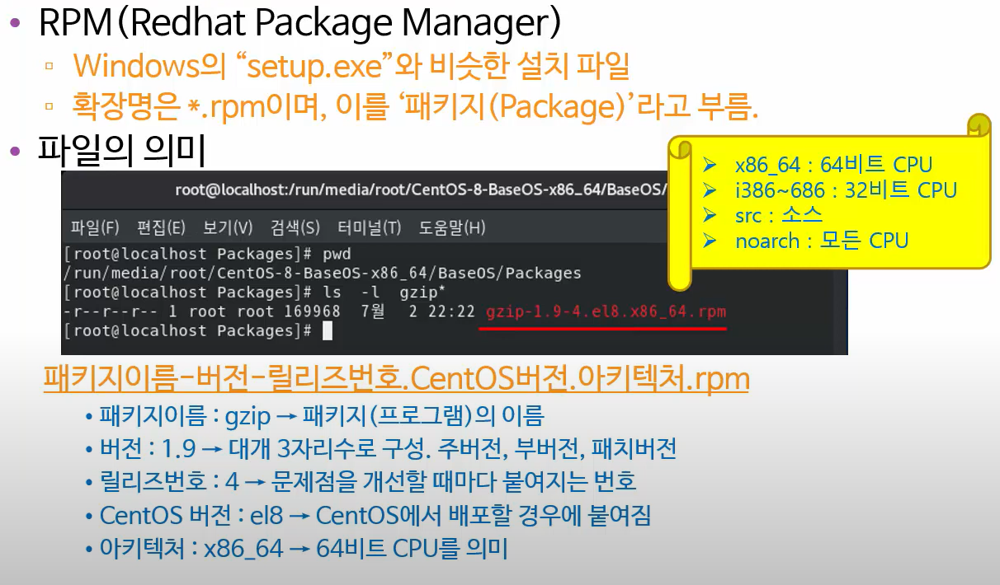 • RPM(Redhat Package Manager)
▫ Windows의 “setup.exe”와 비슷한 설치 파일
▫ 확장명은 *.rpm이며, 이를 ‘패키지(Package)’라고 부름.
• 파일의 의미
➢ x86_64 : 64비트 CPU
➢ i386~686 : 32비트 CPU
➢ src : 소스
➢ noarch : 모든 CPU
root@localhost:/run/media/root/CentOS-8-BaseOS-x86_64/BaseOS/
파일(F) 편집(E) 보기(V) 검색(S) 터미널(T) 도움말(H)
[root@localhost Packages]# pwd
/run/media/root/CentOS-8-BaseOS-x86_64/BaseOS/Packages
[root@localhost Packages]# ls -l gzip*
-r--r--r-- 1 root root 169968 7월 2 22:22 gzip-1.9-4.el8.x86_64.rpm
[root@localhost Packages]#
패키지이름-버전-릴리즈번호.CentOS버전.아키텍처.rpm
• 패키지이름 : gzip → 패키지(프로그램)의 이름
• 버전 : 1.9 → 대개 3자리수로 구성. 주버전, 부버전, 패치버전
• 릴리즈번호 : 4 → 문제점을 개선할 때마다 붙여지는 번호
• CentOS 버전 : el8 → CentOS에서 배포할 경우에 붙여짐
• 아키텍처 : x86_64 → 64비트 CPU를 의미